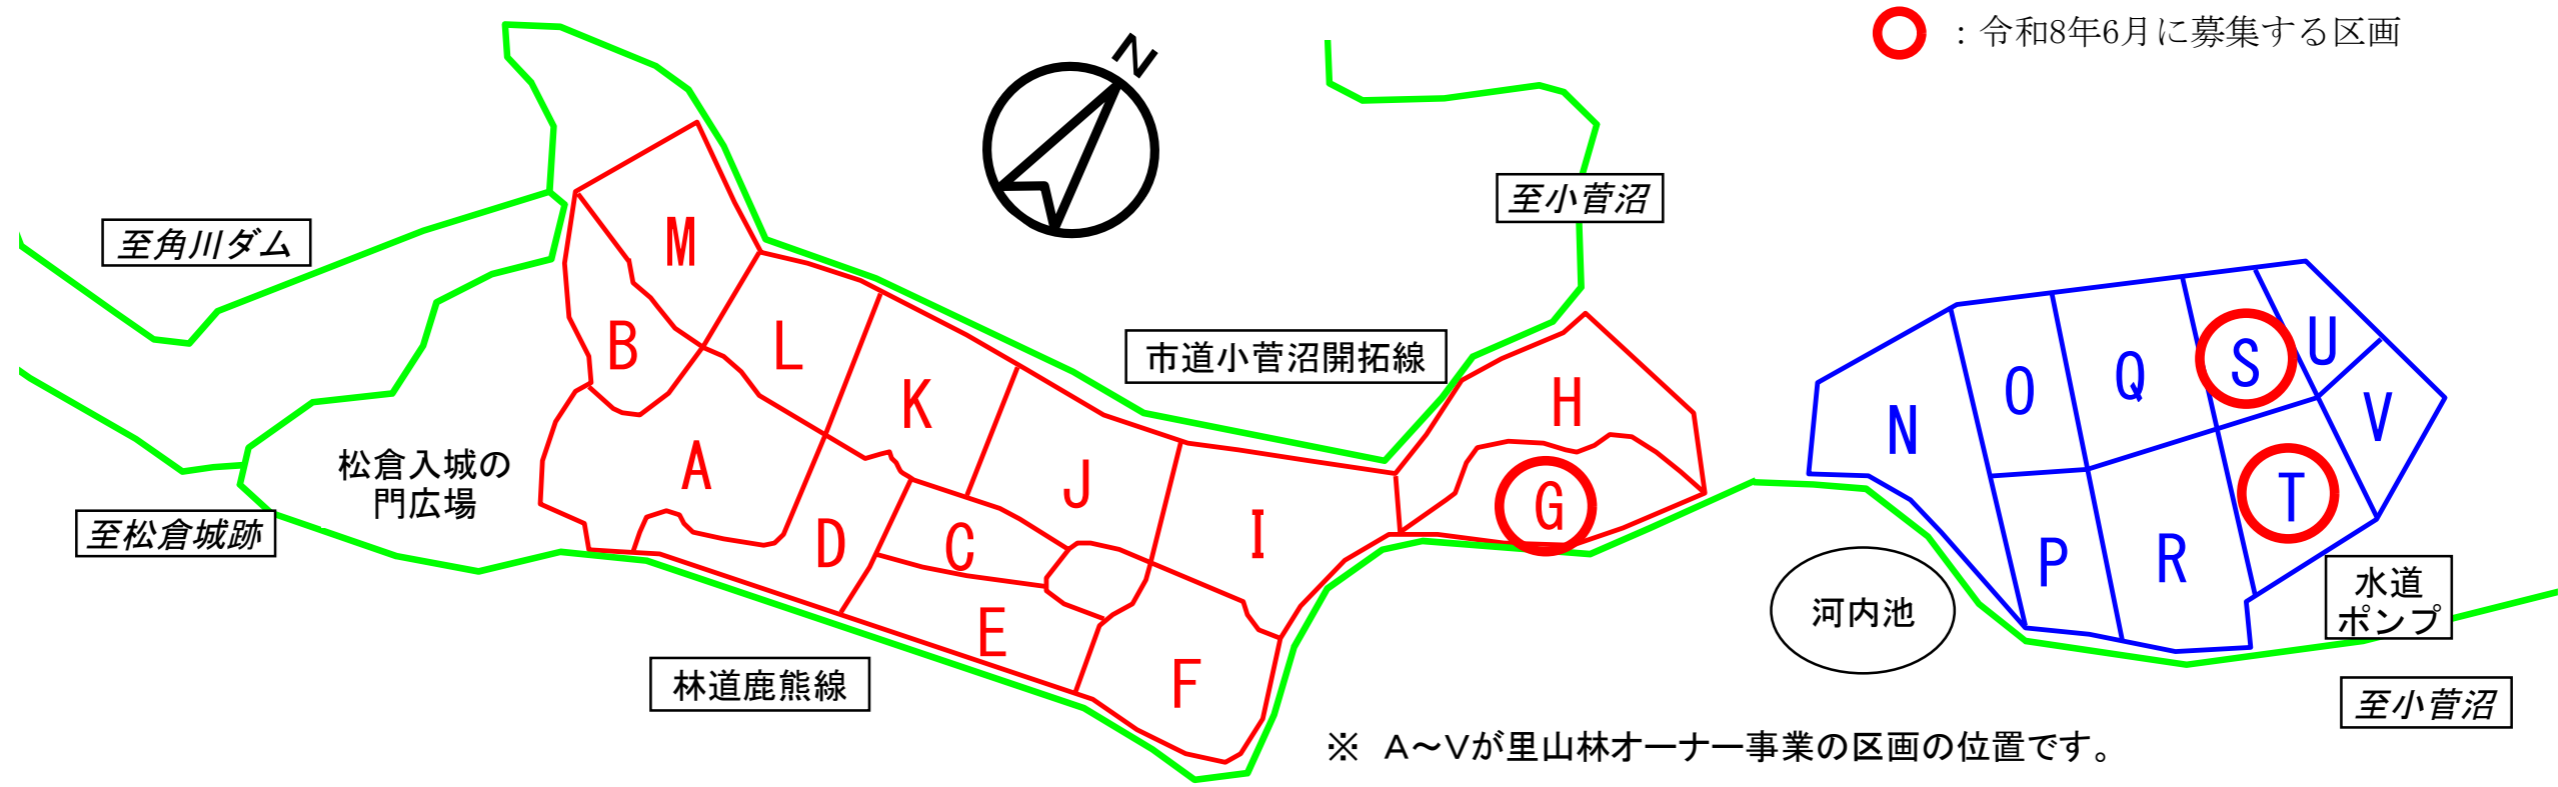 ：令和8年6月に募集する区画
N
至小菅沼
至角川ダム
M
B
L
市道小菅沼開拓線
K
H
N
O
Q
S
U
V
A
J
G
T
松倉入城の
門広場
D
C
I
至松倉城跡
P
R
E
河内池
水道
ポンプ
林道鹿熊線
F
至小菅沼
※ A～Vが里山林オーナー事業の区画の位置です。